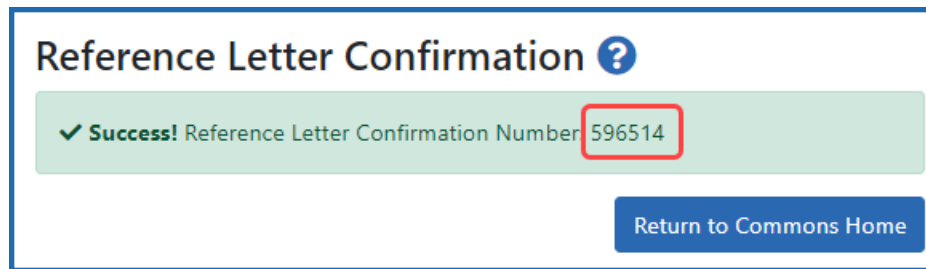 Reference Letter Confirmation ?
✔ Success! Reference Letter Confirmation Number: 596514
Return to Commons Home